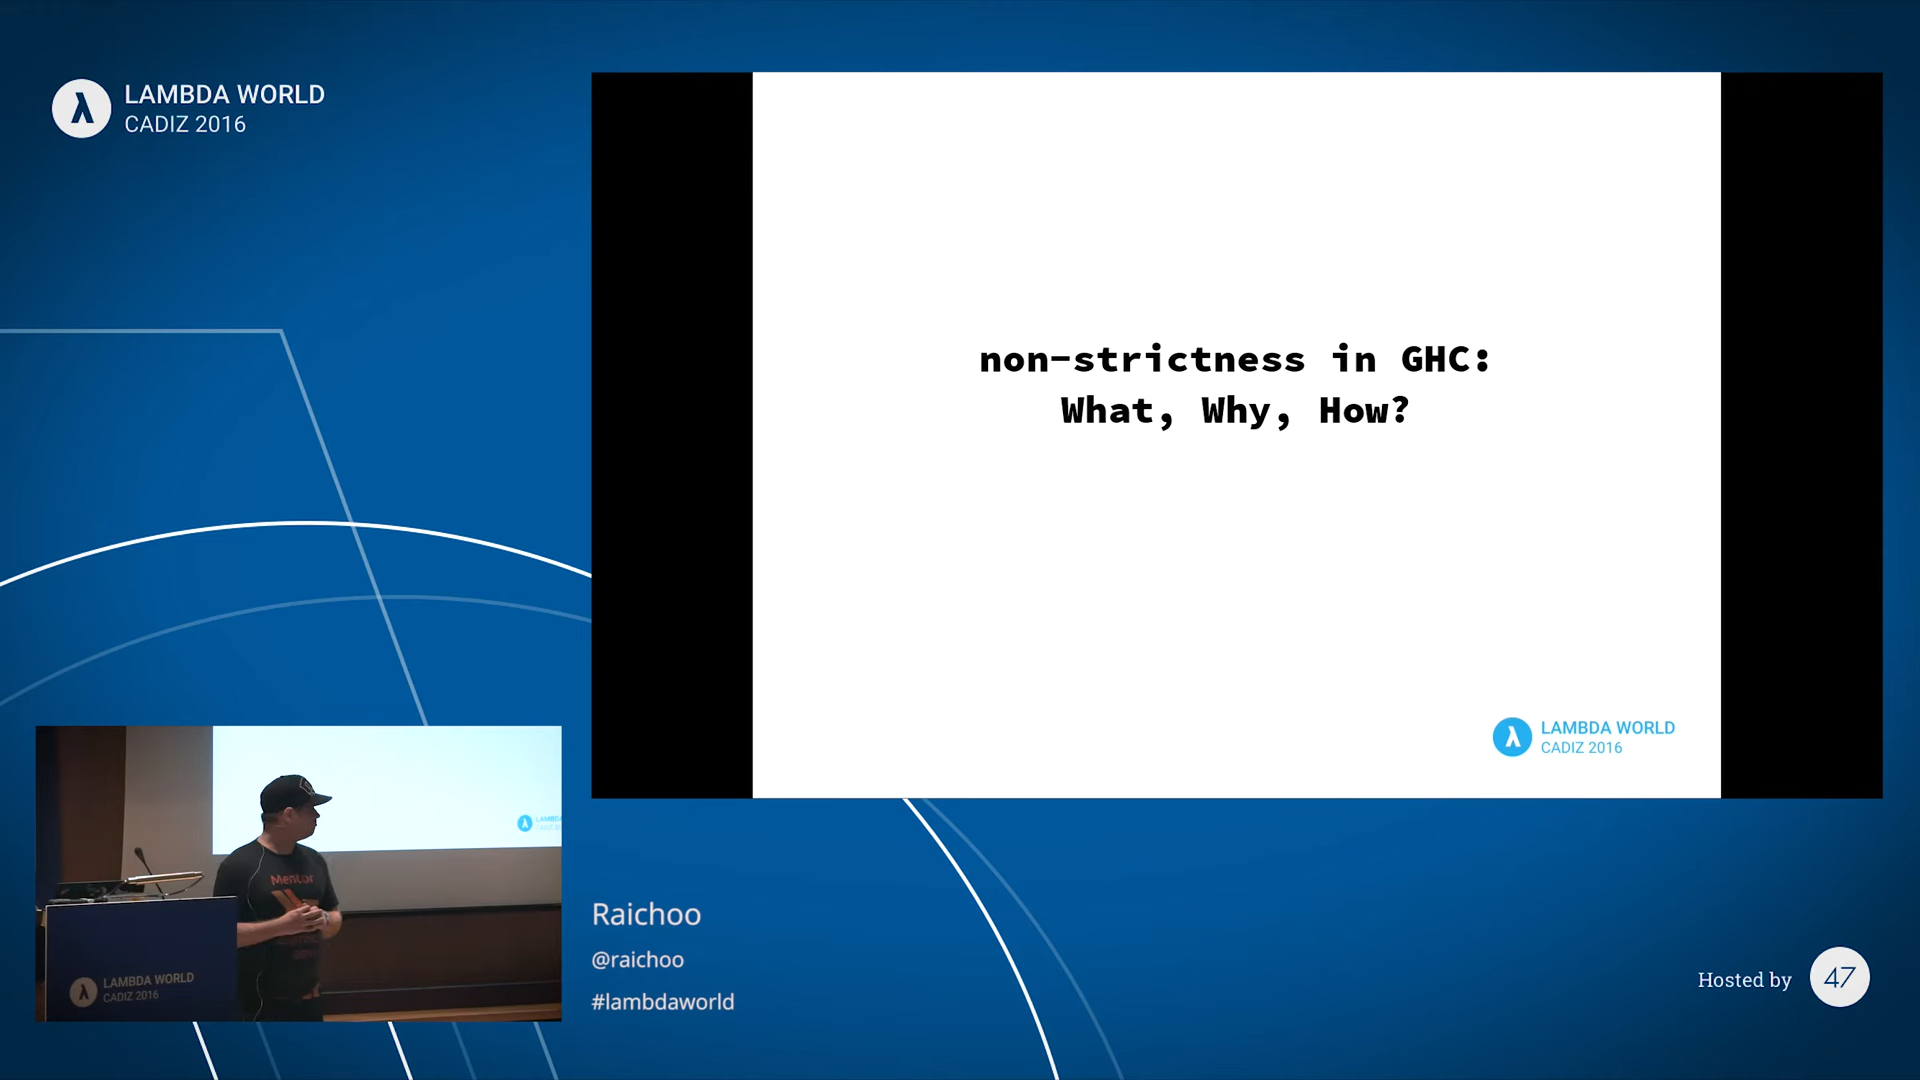 LAMBDA WORLD
CADIZ 2016
non-strictness in GHC:
What, Why, How?
LAMBDA WORLD
CADIZ 2016
Mentor
LAMBDA WORLD
CADIZ 2016
Raichoo
@raichoo
#lambdaworld
Hosted by 47